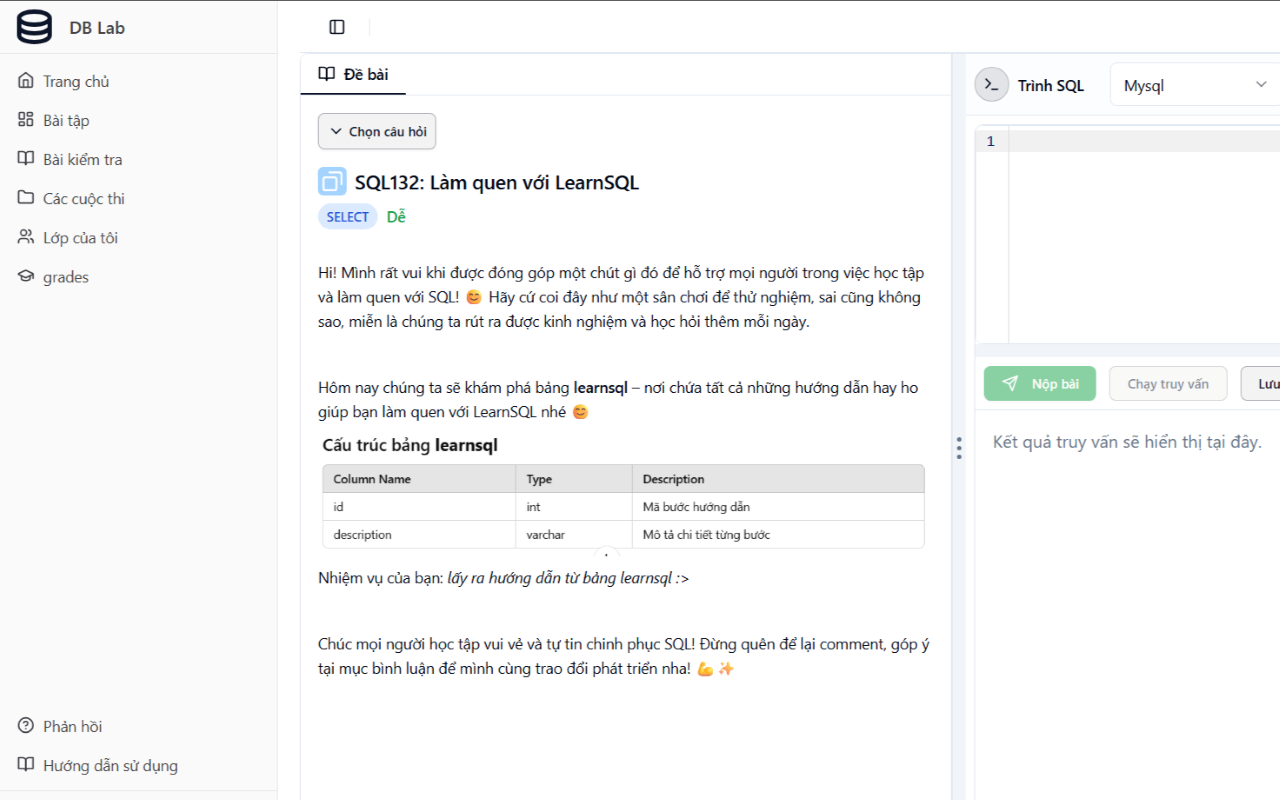 DB Lab
Trang chủ
Bài tập
Bài kiểm tra
Các cuộc thi
Lớp của tôi
grades
Phản hồi
Hướng dẫn sử dụng
Đề bài
Chọn câu hỏi
SQL132: Làm quen với LearnSQL
SELECT Dễ
Hi! Mình rất vui khi được đóng góp một chút gì đó để hỗ trợ mọi người trong việc học tập
và làm quen với SQL! 😊 Hãy cứ coi đây như một sân chơi để thử nghiệm, sai cũng không
sao, miễn là chúng ta rút ra được kinh nghiệm và học hỏi thêm mỗi ngày.
Hôm nay chúng ta sẽ khám phá bảng learnsql – nơi chứa tất cả những hướng dẫn hay ho
giúp bạn làm quen với LearnSQL nhé 😊
Cấu trúc bảng learnsql
Column Name Type Description
id int Mã bước hướng dẫn
description varchar Mô tả chi tiết từng bước
Nhiệm vụ của bạn: lấy ra hướng dẫn từ bảng learnsql :>
Chúc mọi người học tập vui vẻ và tự tin chinh phục SQL! Đừng quên để lại comment, góp ý
tại mục bình luận để mình cùng trao đổi phát triển nha! 💪 ✨
Trình SQL
Mysql
1
Nộp bài
Chạy truy vấn
Lưu
Kết quả truy vấn sẽ hiển thị tại đây.